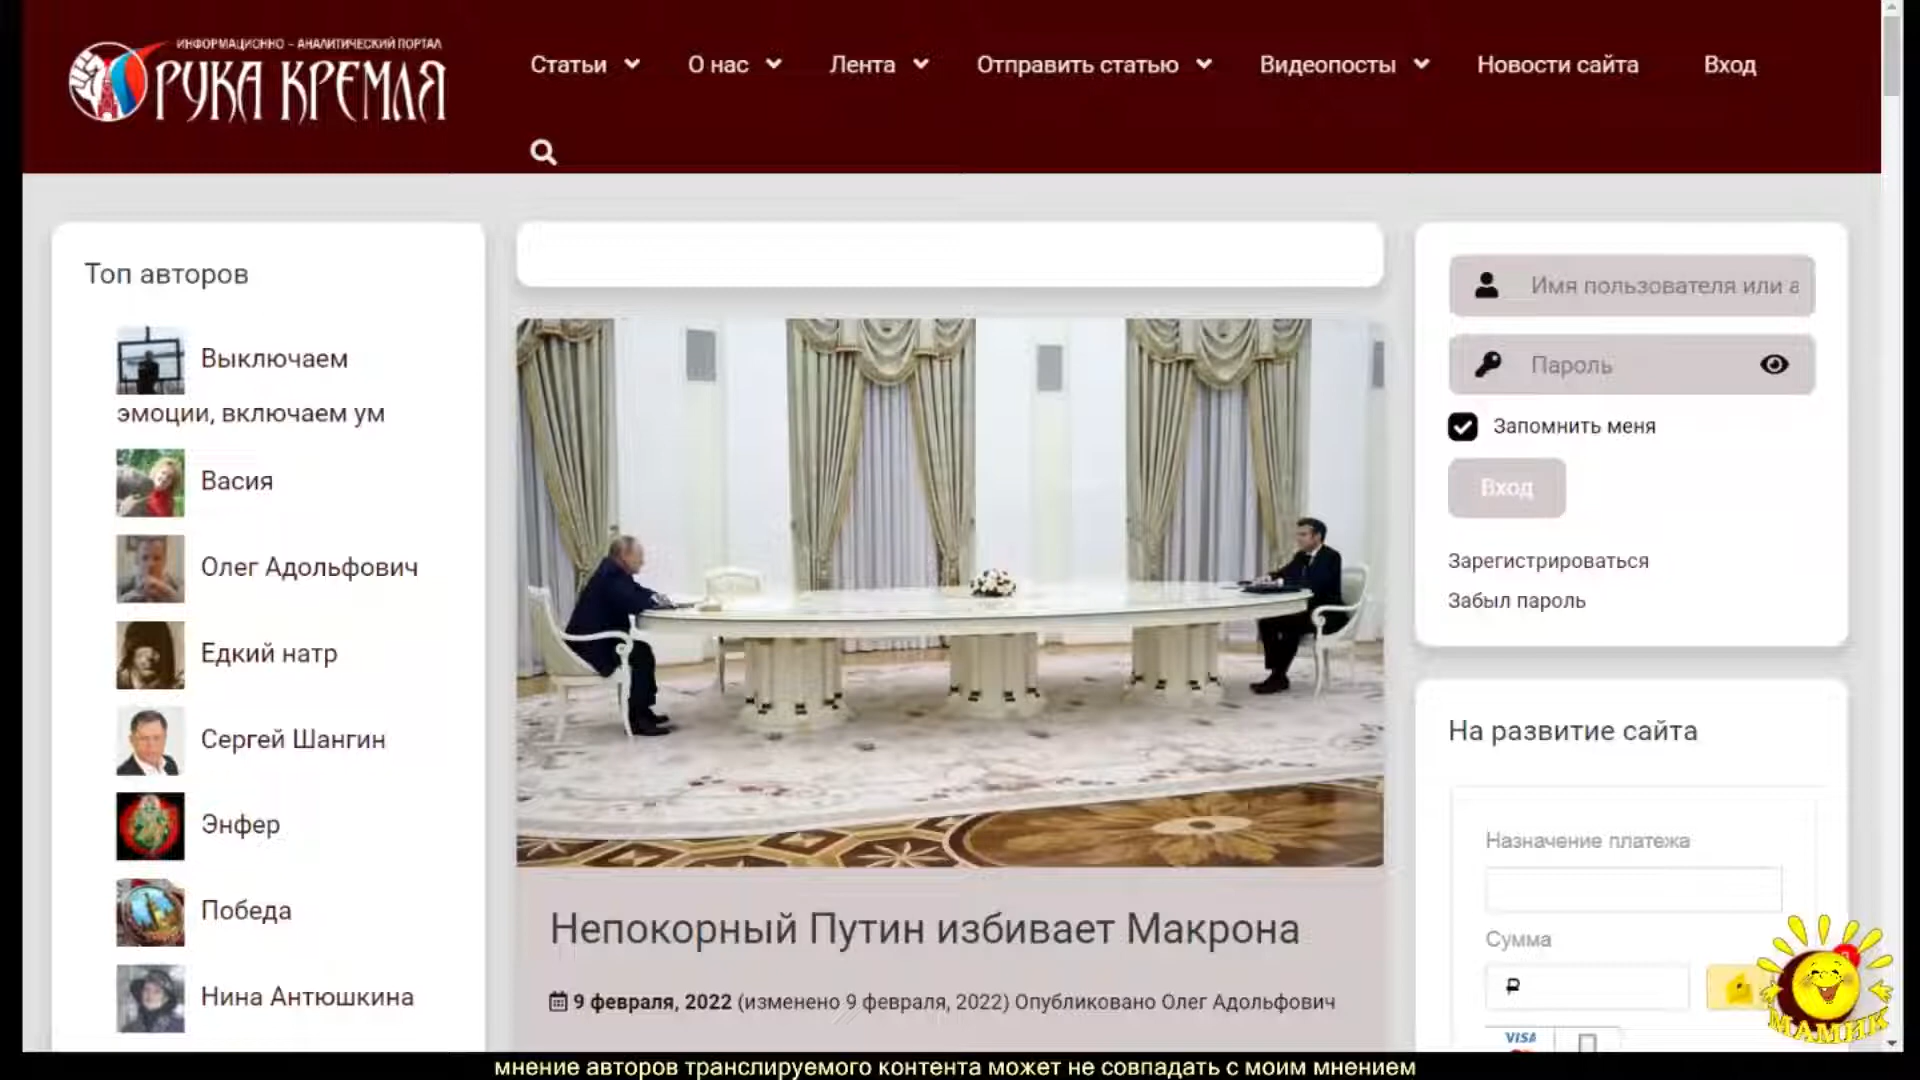 ИНФОРМАЦИОННО - АНАЛИТИЧЕСКИЙ ПОРТАЛ
РУКА КРЕМЛЯ
Статьи
О нас
Лента
Отправить статью
Видеопосты
Новости сайта
Вход
Топ авторов
Выключаем
эмоции, включаем ум
Васия
Олег Адольфович
Едкий натр
Сергей Шангин
Энфер
Победа
Нина Антюшкина
Непокорный Путин избивает Макрона
9 февраля, 2022 (изменено 9 февраля, 2022) Опубликовано Олег Адольфович
Имя пользователя или а
Пароль
Запомнить меня
Вход
Зарегистрироваться
Забыл пароль
На развитие сайта
Назначение платежа
Сумма
₽
VISA
МАМИК
мнение авторов транслируемого контента может не совпадать с моим мнением